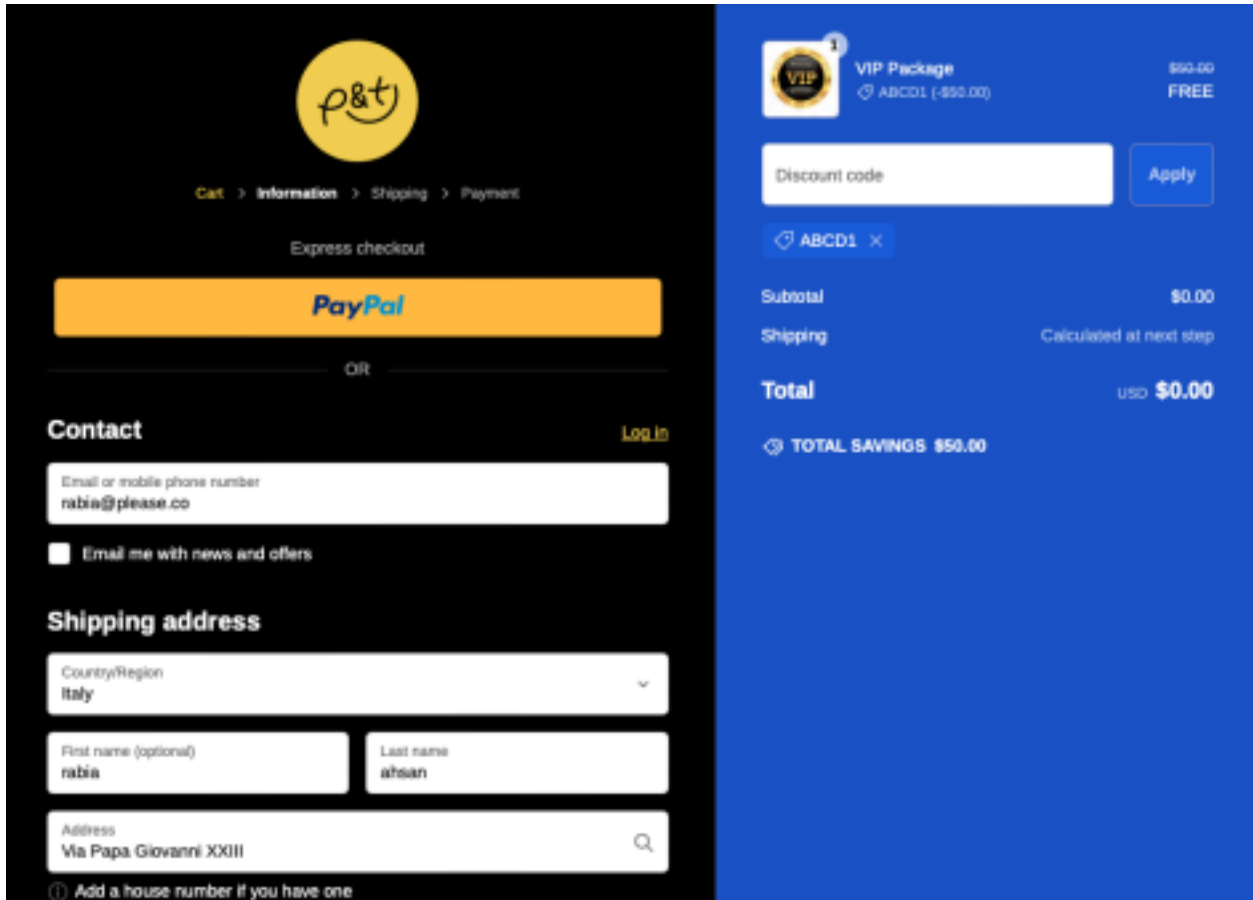 p&t
Cart > Information > Shipping > Payment
Express checkout
PayPal
OR
Contact
Log in
Email or mobile phone number
rabia@please.co
Email me with news and offers
Shipping address
Country/Region
Italy
First name (optional)
rabia
Last name
ahsan
Address
Via Papa Giovanni XXIII
Add a house number if you have one
1
VIP
VIP Package
$50.00
ABCD1 (-$50.00)
FREE
Discount code
Apply
ABCD1
Subtotal
$0.00
Shipping
Calculated at next step
Total
USD $0.00
TOTAL SAVINGS $50.00